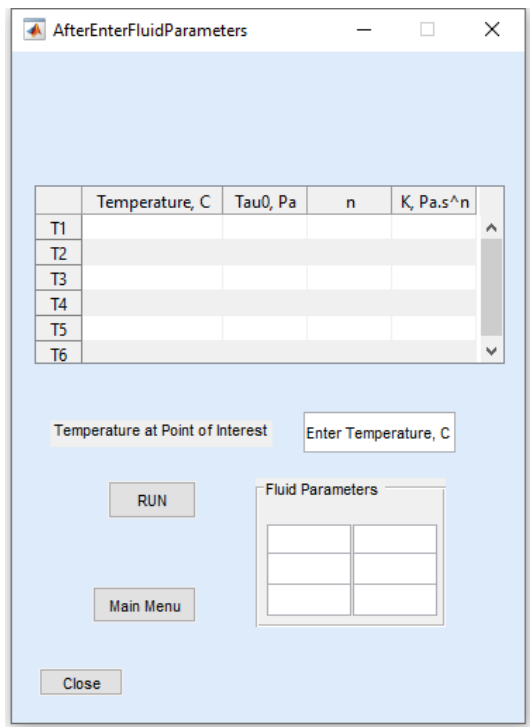 AfterEnterFluidParameters
Temperature, C Tau0, Pa n K, Pa.s^n
T1
T2
T3
T4
T5
T6
Temperature at Point of Interest Enter Temperature, C
RUN
Fluid Parameters
Main Menu
Close